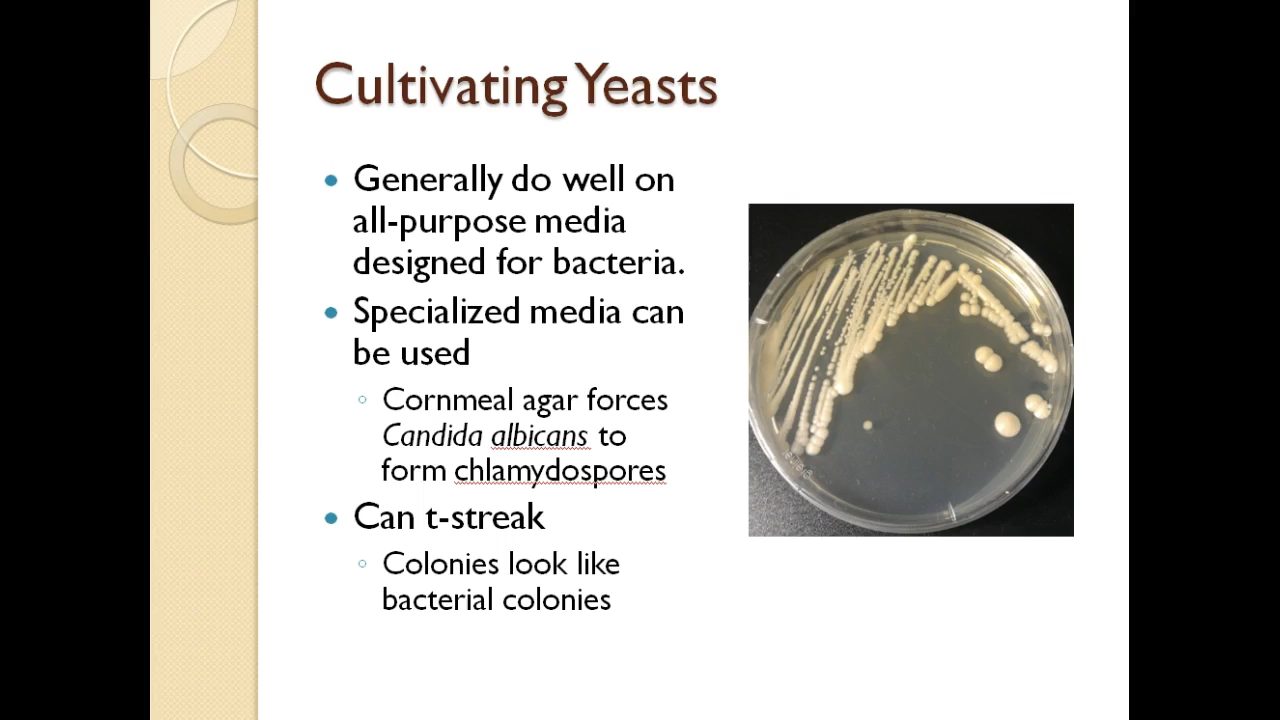 Cultivating Yeasts
Generally do well on
all-purpose media
designed for bacteria.
Specialized media can
be used
Cornmeal agar forces
Candida albicans to
form chlamydospores
Can t-streak
Colonies look like
bacterial colonies